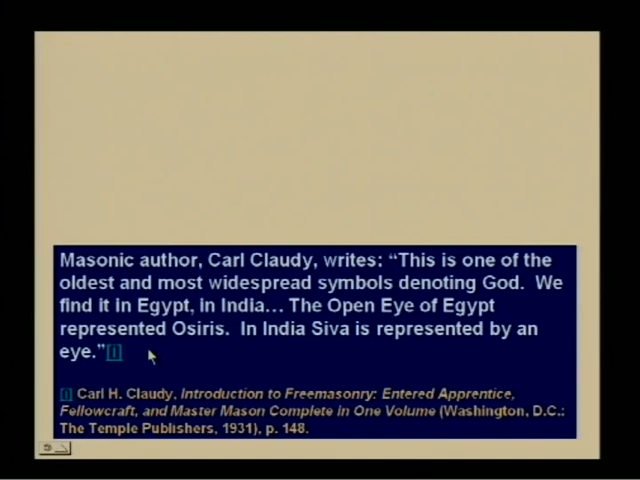 Masonic author, Carl Claudy, writes: “This is one of the
oldest and most widespread symbols denoting God.  We
find it in Egypt, in India… The Open Eye of Egypt
represented Osiris.  In India Siva is represented by an
eye.”[i]
[i] Carl H. Claudy, Introduction to Freemasonry: Entered Apprentice,
Fellowcraft, and Master Mason Complete in One Volume (Washington, D.C.:
The Temple Publishers, 1931), p. 148.